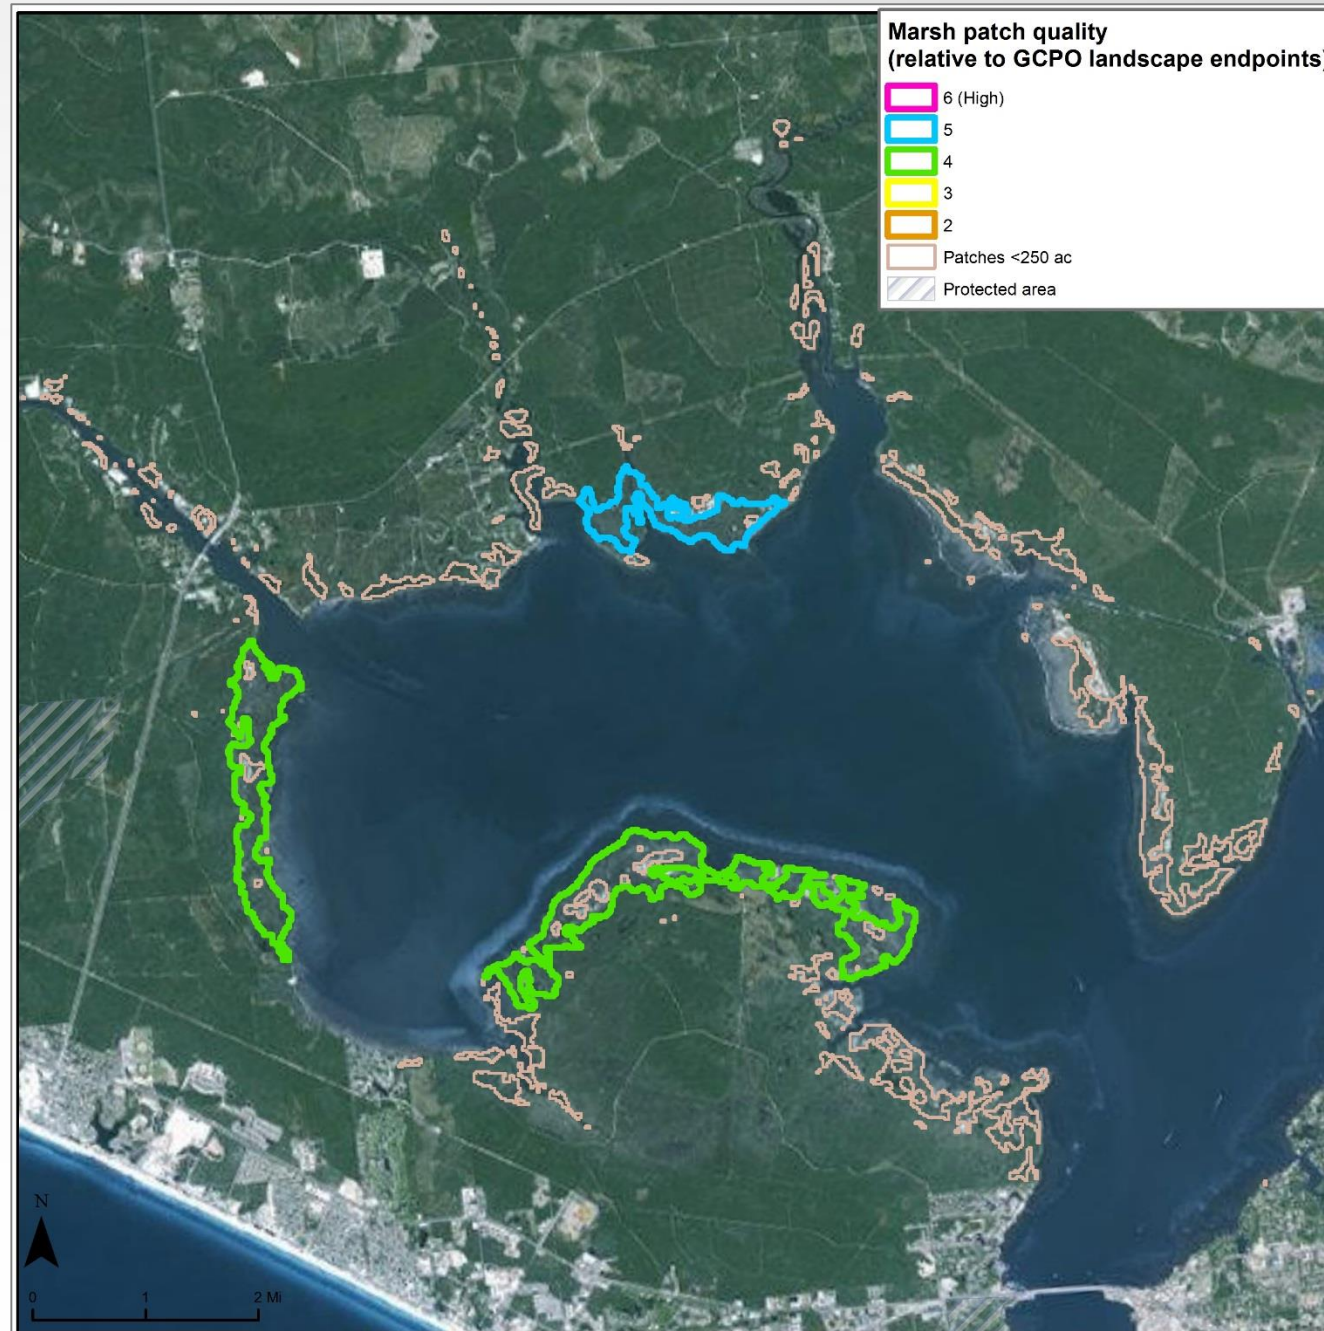 Marsh patch quality
(relative to GCPO landscape endpoints)
6 (High)
5
4
3
2
Patches <250 ac
Protected area
N
0 1 2 Mi